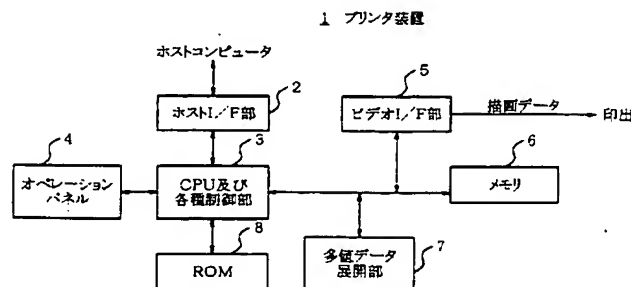 1 プリンタ装置
ホストコンピュータ
2
ホストI/F部
5
ビデオI/F部
描画データ
印出
3
4
オペレーション
パネル
CPU及び
各種制御部
6
メモリ
8
ROM
7
多値データ
展開部